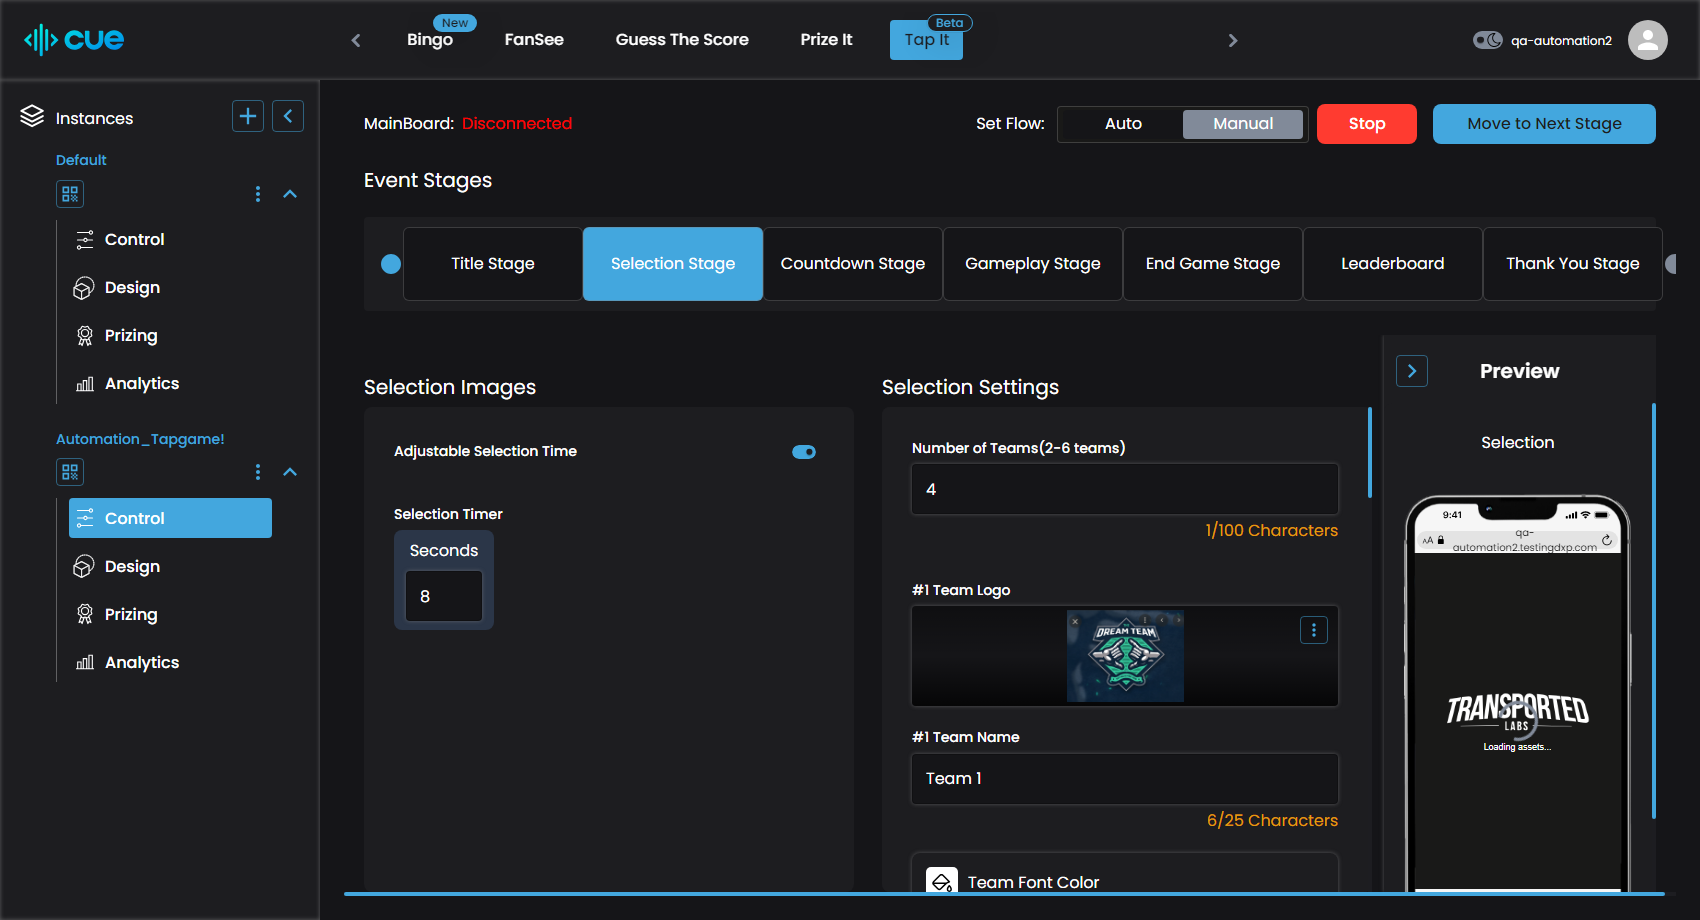 cue
Bingo
New
FanSee
Guess The Score
Prize It
Tap It
Beta
qa-automation2
Instances
Default
Control
Design
Prizing
Analytics
Automation_Tapgame!
Control
Design
Prizing
Analytics
MainBoard: Disconnected
Set Flow:
Auto
Manual
Stop
Move to Next Stage
Event Stages
Title Stage
Selection Stage
Countdown Stage
Gameplay Stage
End Game Stage
Leaderboard
Thank You Stage
Selection Images
Adjustable Selection Time
Selection Timer
Seconds
8
Selection Settings
Number of Teams(2-6 teams)
4
1/100 Characters
#1 Team Logo
DREAM TEAM
#1 Team Name
Team 1
6/25 Characters
Team Font Color
Preview
Selection
9:41
AA
qa-
automation2.testingdxp.com
TRANSPORTED
LABS
Loading assets...